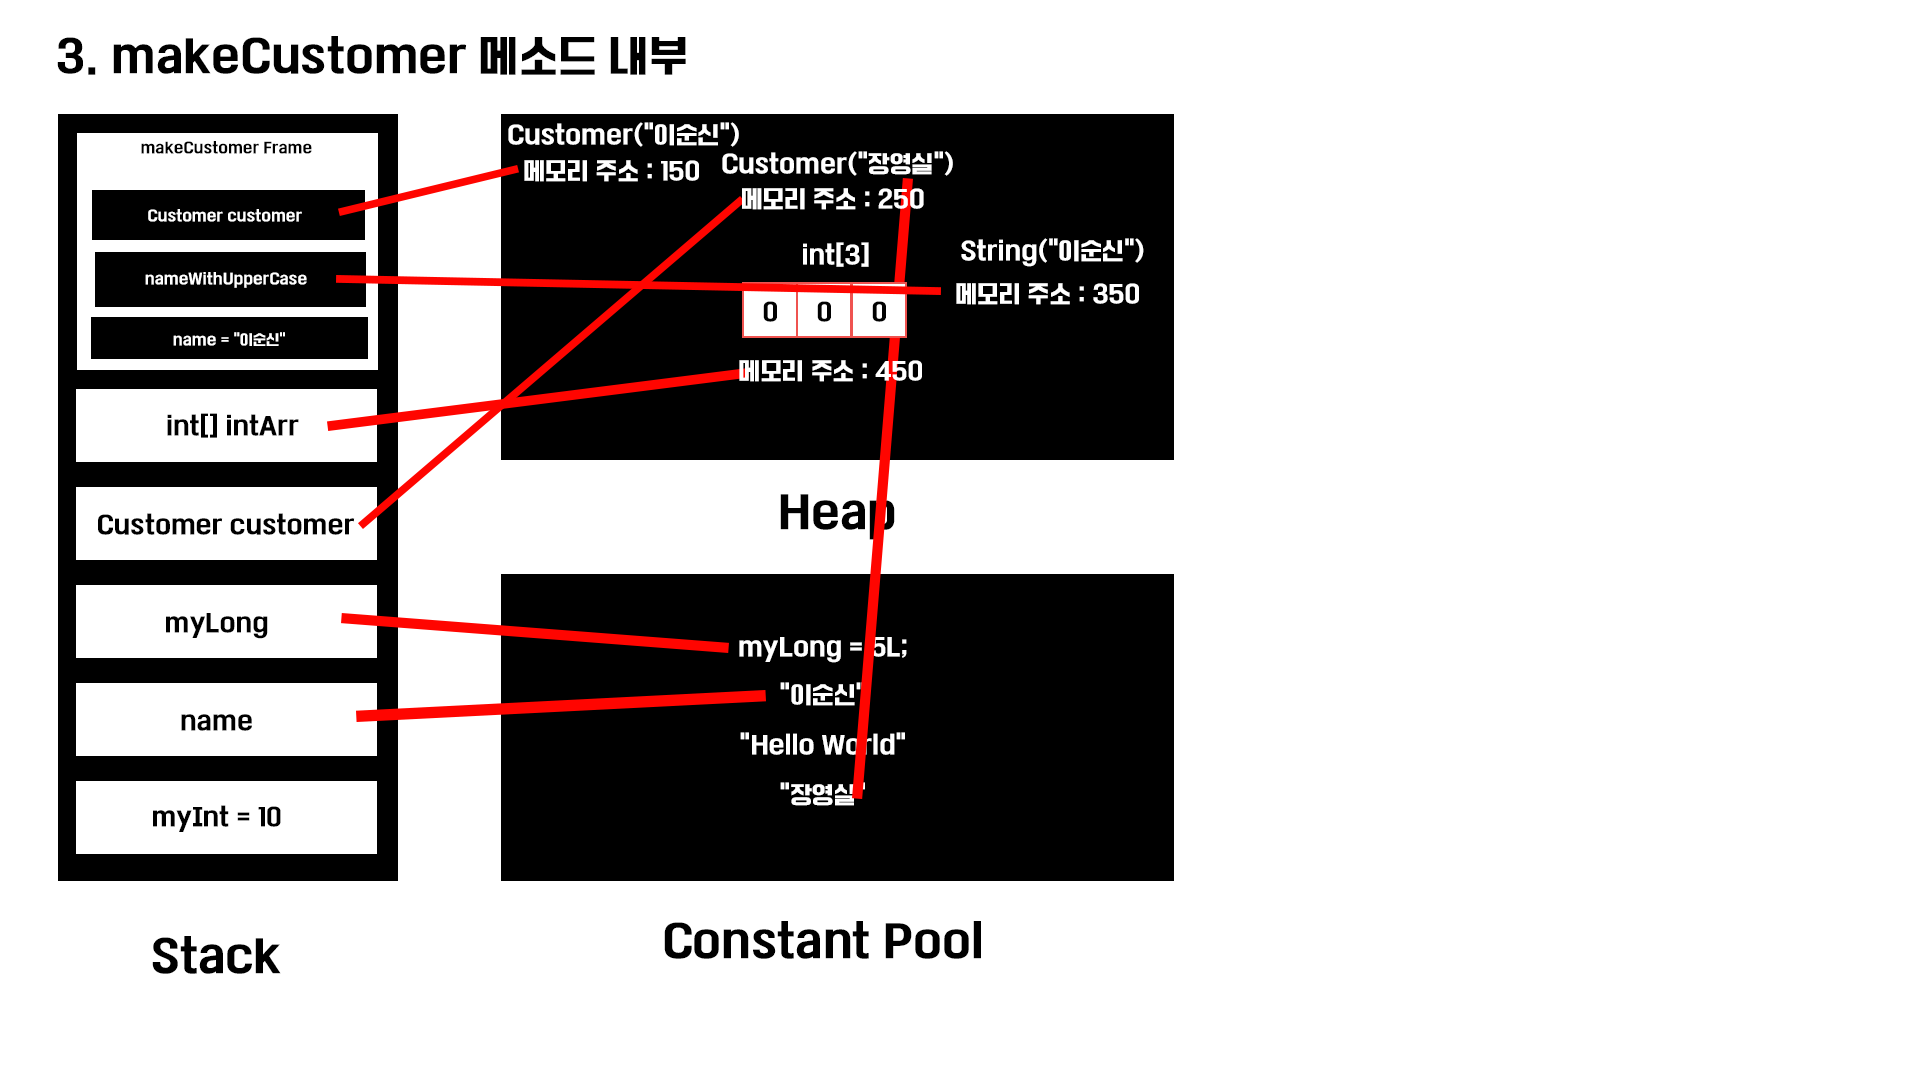 3. makeCustomer 메소드 내부
makeCustomer Frame
Customer customer
nameWithUpperCase
name = "이순신"
int[] intArr
Customer customer
myLong
name
myInt = 10
Stack
Customer("이순신")
메모리 주소 : 150
Customer("장영실")
메모리 주소 : 250
int[3]
0 0 0
메모리 주소 : 450
String("이순신")
메모리 주소 : 350
Heap
myLong = 5L;
"이순신"
"Hello World"
"장영실"
Constant Pool